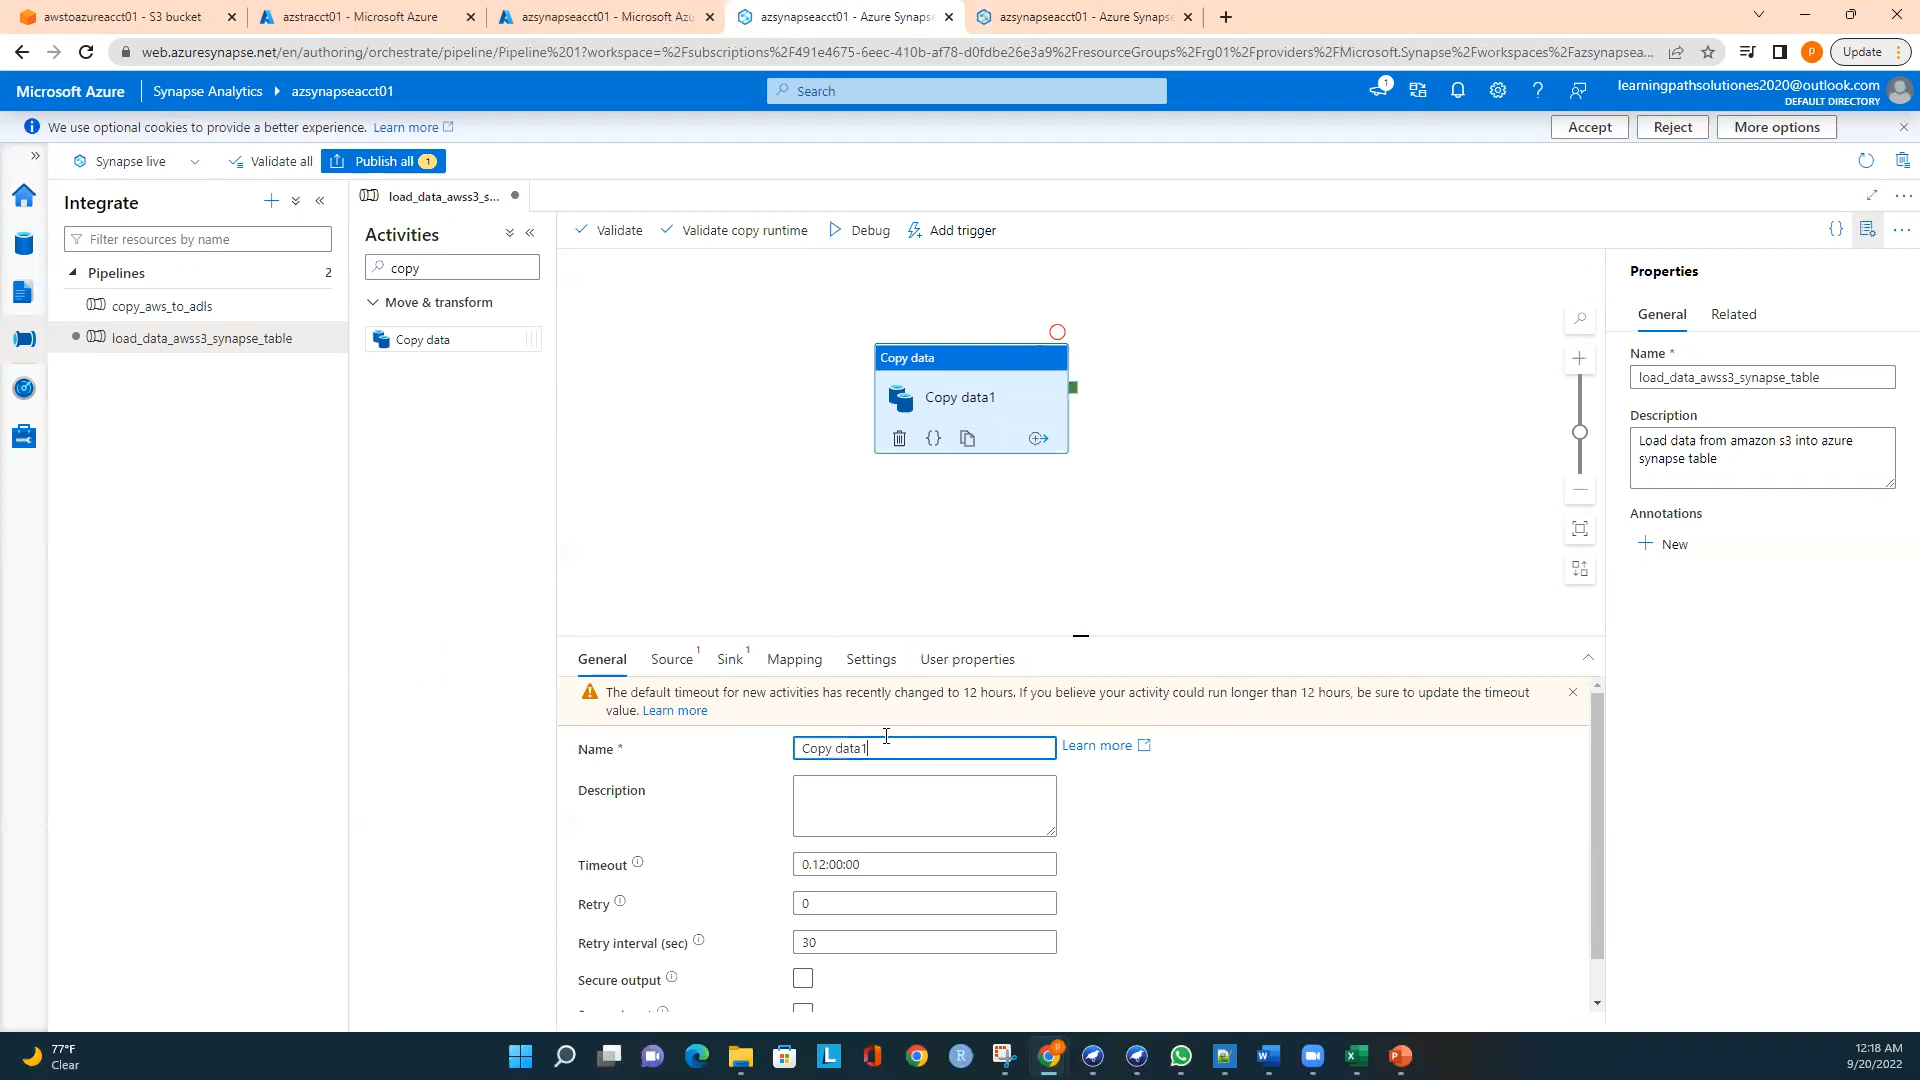 awstoazureacct01 - S3 bucket
azstracct01 - Microsoft Azure
azsynapseacct01 - Microsoft Azu
azsynapseacct01 - Azure Synapse
azsynapseacct01 - Azure Synapse
web.azuresynapse.net/en/authoring/orchestrate/pipeline/Pipeline%201?workspace=%2Fsubscriptions%2F491e4675-6eec-410b-af78-d0fdbe26e3a9%2FresourceGroups%2Frg01%2Fproviders%2FMicrosoft.Synapse%2Fworkspaces%2Fazsynapsea...
P
Update
Microsoft Azure
Synapse Analytics
azsynapseacct01
Search
1
learningpathsolutiones2020@outlook.com
DEFAULT DIRECTORY
We use optional cookies to provide a better experience. Learn more
Accept
Reject
More options
Synapse live
Validate all
Publish all 1
Integrate
load_data_awss3_s...
Filter resources by name
Pipelines 2
copy_aws_to_adls
load_data_awss3_synapse_table
Activities
copy
Move & transform
Copy data
Validate
Validate copy runtime
Debug
Add trigger
Copy data
Copy data1
Properties
General
Related
Name *
load_data_awss3_synapse_table
Description
Load data from amazon s3 into azure
synapse table
Annotations
New
General
Source 1
Sink 1
Mapping
Settings
User properties
The default timeout for new activities has recently changed to 12 hours. If you believe your activity could run longer than 12 hours, be sure to update the timeout
value. Learn more
Name *
Copy data1
Learn more
Description
Timeout
0.12:00:00
Retry
0
Retry interval (sec)
30
Secure output
77°F
Clear
12:18 AM
9/20/2022